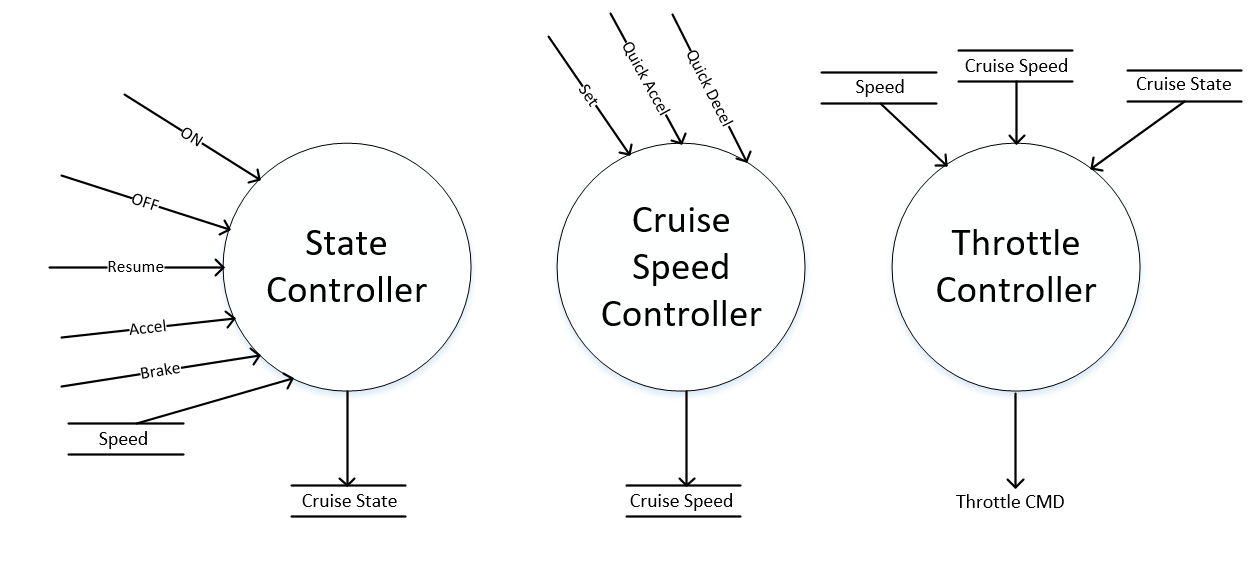 ON
OFF
Resume
Accel
Brake
Speed
State
Controller
Cruise State
Set
Quick Accel
Quick Decel
Cruise
Speed
Controller
Cruise Speed
Speed
Cruise Speed
Cruise State
Throttle
Controller
Throttle CMD